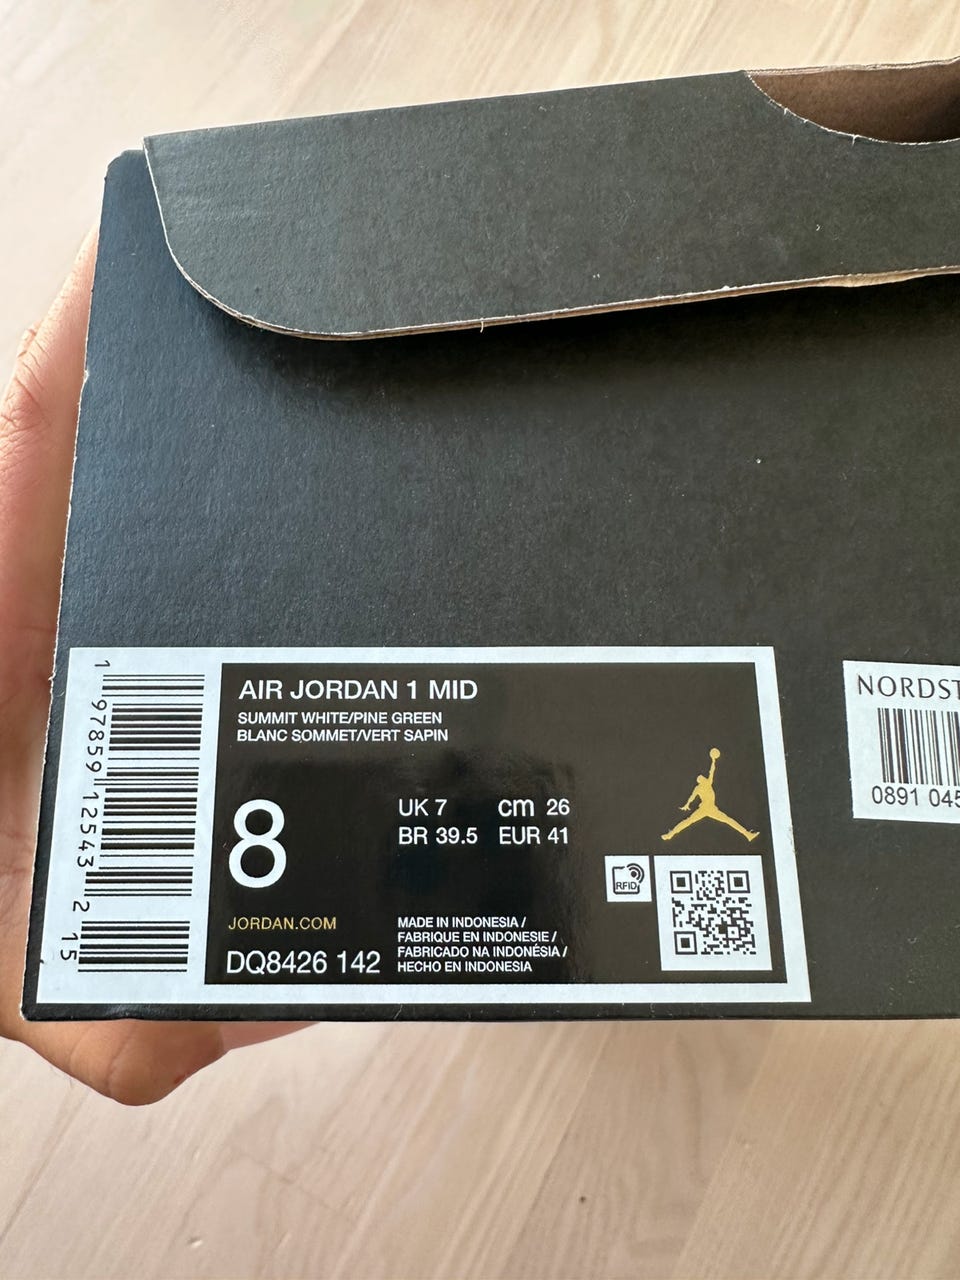 AIR JORDAN 1 MID
SUMMIT WHITE/PINE GREEN
BLANC SOMMET/VERT SAPIN
8
UK 7 cm 26
BR 39.5 EUR 41
RFID
JORDAN.COM
DQ8426 142
MADE IN INDONESIA /
FABRIQUE EN INDONESIE /
FABRICADO NA INDONÉSIA /
HECHO EN INDONESIA
1 97859 12543 2 15
NORDST
0891 045